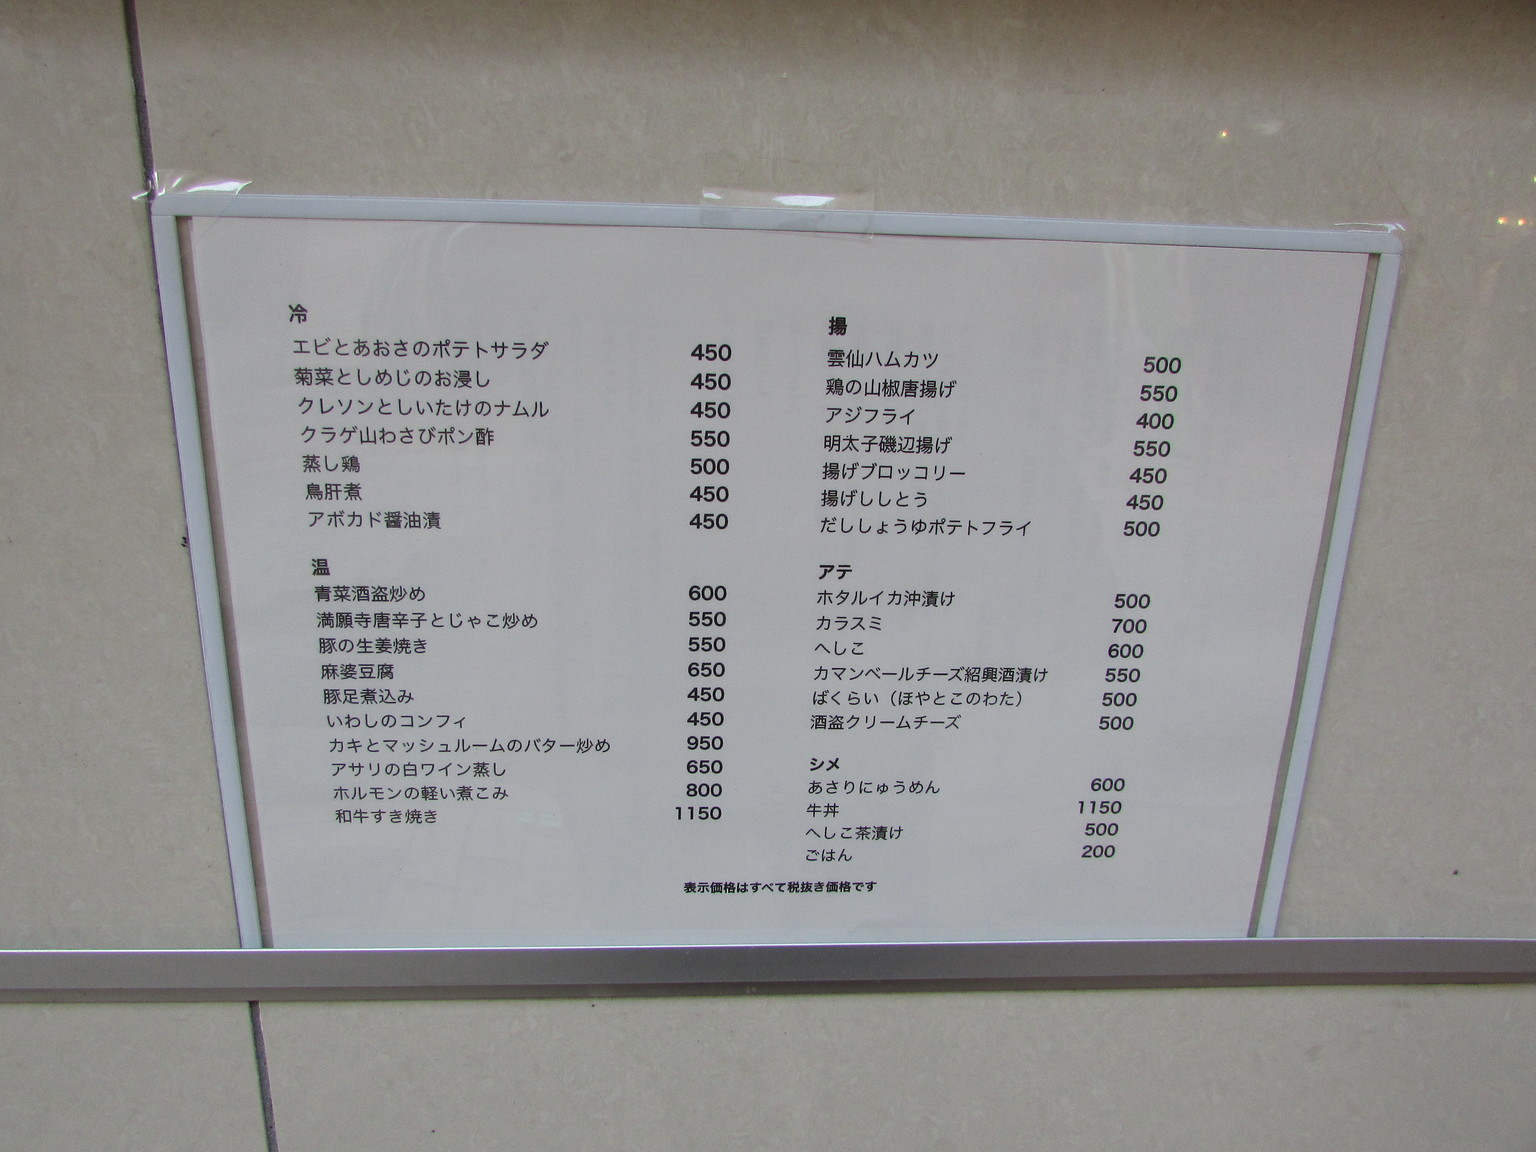 冷
エビとあおさのポテトサラダ 450
菊菜としめじのお浸し 450
クレソンとしいたけのナムル 450
クラゲ山わさびポン酢 550
蒸し鶏 500
鳥肝煮 450
アボカド醤油漬 450
温
青菜酒盗炒め 600
満願寺唐辛子とじゃこ炒め 550
豚の生姜焼き 550
麻婆豆腐 650
豚足煮込み 450
いわしのコンフィ 450
カキとマッシュルームのバター炒め 950
アサリの白ワイン蒸し 650
ホルモンの軽い煮こみ 800
和牛すき焼き 1150
揚
雲仙ハムカツ 500
鶏の山椒唐揚げ 550
アジフライ 400
明太子磯辺揚げ 550
揚げブロッコリー 450
揚げししとう 450
だししょうゆポテトフライ 500
アテ
ホタルイカ沖漬け 500
カラスミ 700
へしこ 600
カマンベールチーズ紹興酒漬け 550
ばくらい（ほやとこのわた） 500
酒盗クリームチーズ 500
シメ
あさりにゅうめん 600
牛丼 1150
へしこ茶漬け 500
ごはん 200
表示価格はすべて税抜き価格です